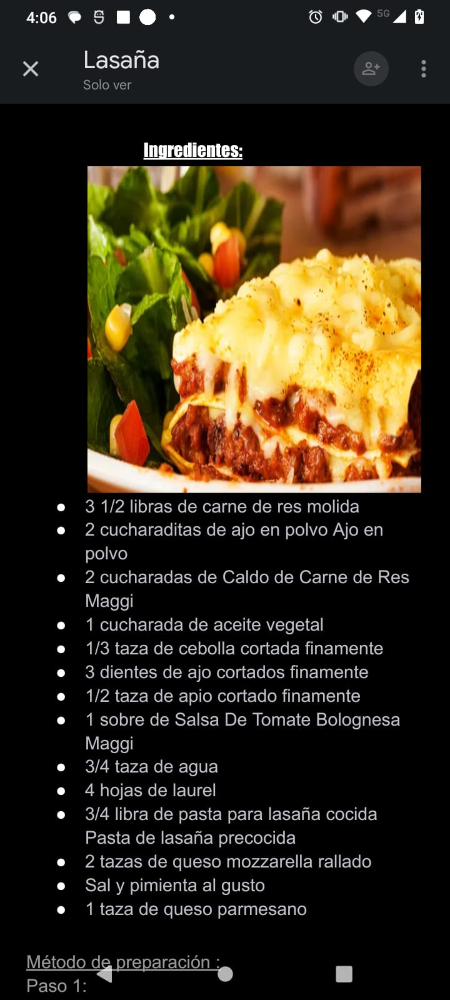 4:06
5G
Lasaña
Solo ver
Ingredientes:
3 1/2 libras de carne de res molida
2 cucharaditas de ajo en polvo Ajo en
polvo
2 cucharadas de Caldo de Carne de Res
Maggi
1 cucharada de aceite vegetal
1/3 taza de cebolla cortada finamente
3 dientes de ajo cortados finamente
1/2 taza de apio cortado finamente
1 sobre de Salsa De Tomate Bolognesa
Maggi
3/4 taza de agua
4 hojas de laurel
3/4 libra de pasta para lasaña cocida
Pasta de lasaña precocida
2 tazas de queso mozzarella rallado
Sal y pimienta al gusto
1 taza de queso parmesano
Método de preparación :
Paso 1: